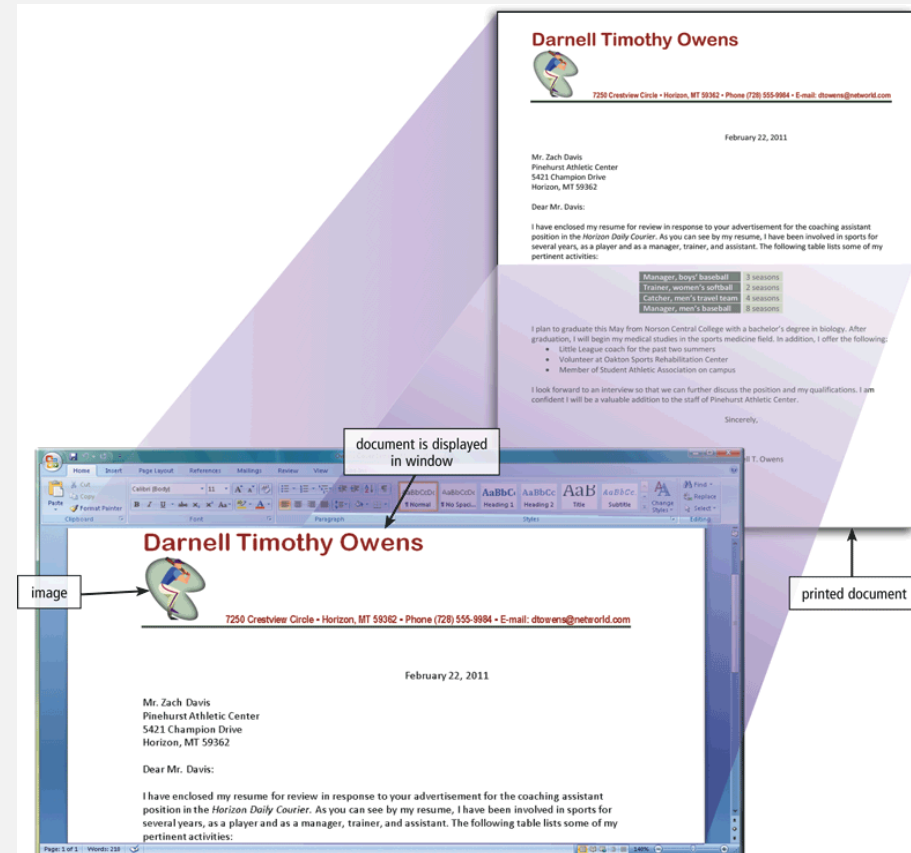 Darnell Timothy Owens
7250 Crestview Circle • Horizon, MT 59362 • Phone (728) 555-9984 • E-mail: dtowens@networld.com
February 22, 2011
Mr. Zach Davis
Pinehurst Athletic Center
5421 Champion Drive
Horizon, MT 59362
Dear Mr. Davis:
I have enclosed my resume for review in response to your advertisement for the coaching assistant
position in the Horizon Daily Courier. As you can see by my resume, I have been involved in sports for
several years, as a player and as a manager, trainer, and assistant. The following table lists some of my
pertinent activities:
Manager, boys' baseball 3 seasons
Trainer, women's softball 2 seasons
Catcher, men's travel team 4 seasons
Manager, men's baseball 8 seasons
I plan to graduate this May from Norson Central College with a bachelor's degree in biology. After
graduation, I will begin my medical studies in the sports medicine field. In addition, I offer the following:
• Little League coach for the past two summers
• Volunteer at Oakton Sports Rehabilitation Center
• Member of Student Athletic Association on campus
I look forward to an interview so that we can further discuss the position and my qualifications. I am
confident I will be a valuable addition to the staff of Pinehurst Athletic Center.
Sincerely,
T. Owens
document is displayed
in window
printed document
image
Home Insert Page Layout References Mailings Review View
Paste
Cut
Copy
Format Painter
Clipboard
Calibri (Body) 11
Font
Paragraph
AaBbCcDc AaBbCcDc AaBbC AaBbCc AaB AaBbCc
¶ Normal ¶ No Spaci... Heading 1 Heading 2 Title Subtitle
Change
Styles
Styles
Find
Replace
Select
Editing
Darnell Timothy Owens
7250 Crestview Circle • Horizon, MT 59362 • Phone (728) 555-9984 • E-mail: dtowens@networld.com
February 22, 2011
Mr. Zach Davis
Pinehurst Athletic Center
5421 Champion Drive
Horizon, MT 59362
Dear Mr. Davis:
I have enclosed my resume for review in response to your advertisement for the coaching assistant
position in the Horizon Daily Courier. As you can see by my resume, I have been involved in sports for
several years, as a player and as a manager, trainer, and assistant. The following table lists some of my
pertinent activities:
Page: 1 of 1 Words: 218
140%